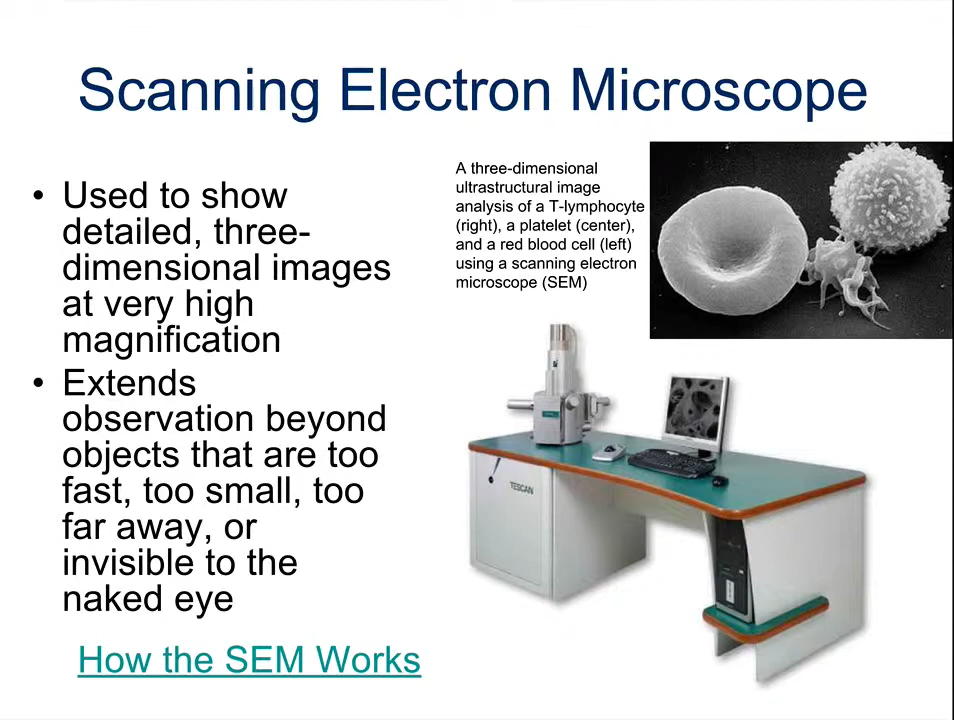 Scanning Electron Microscope
• Used to show
detailed, three-
dimensional images
at very high
magnification
• Extends
observation beyond
objects that are too
fast, too small, too
far away, or
invisible to the
naked eye
How the SEM Works
A three-dimensional
ultrastructural image
analysis of a T-lymphocyte
(right), a platelet (center),
and a red blood cell (left)
using a scanning electron
microscope (SEM)
TESCAN